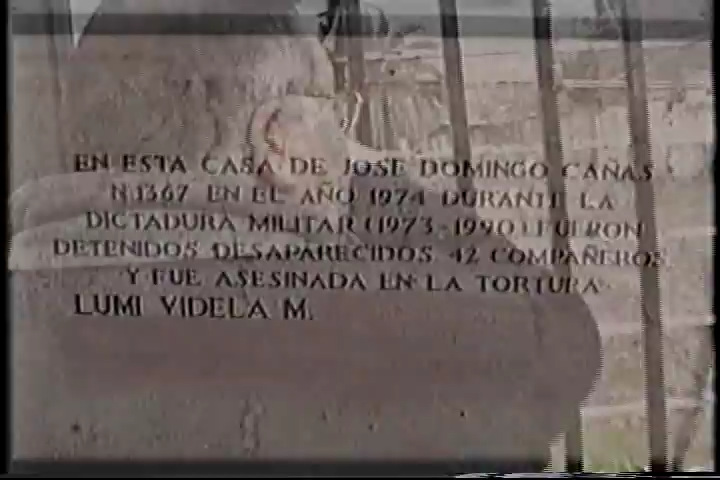 EN ESTA CASA DE JOSE DOMINGO CAÑAS
N 1367 EN EL AÑO 1974 DURANTE LA
DICTADURA MILITAR (1973-1990) FUERON
DETENIDOS DESAPARECIDOS 42 COMPAÑEROS
Y FUE ASESINADA EN LA TORTURA
LUMI VIDELA M.